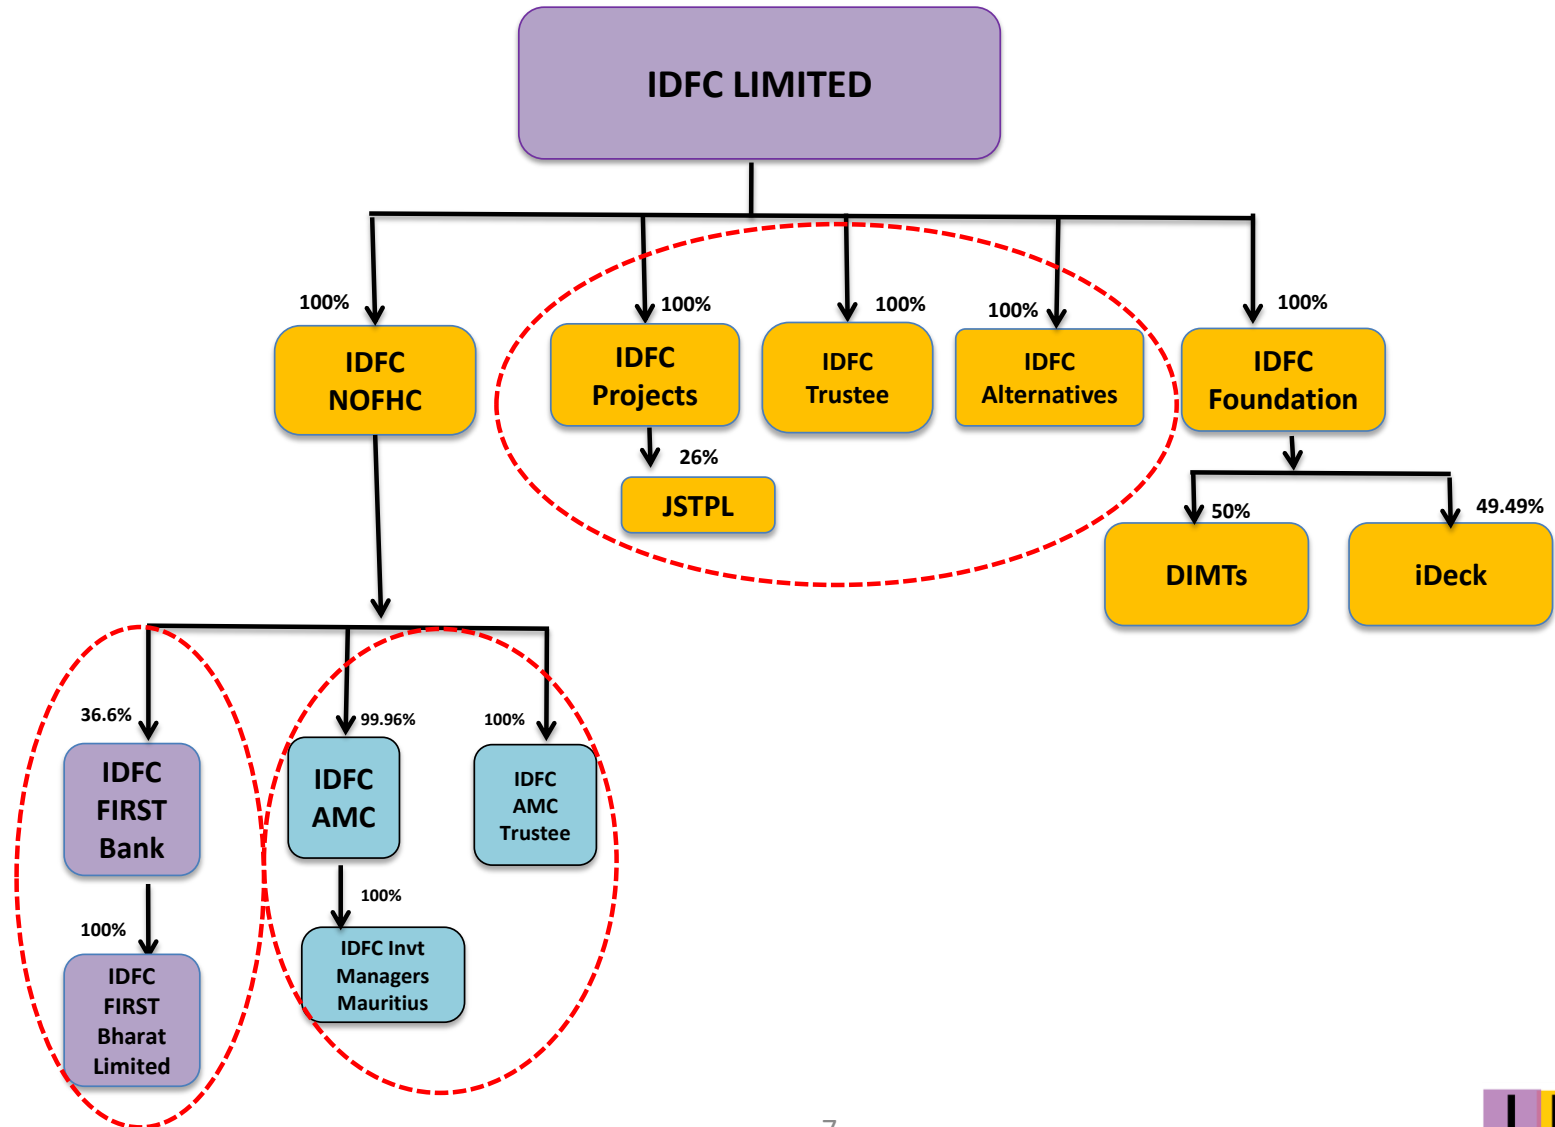 IDFC LIMITED
100%
100%
100%
100%
100%
IDFC
NOFHC
IDFC
Projects
IDFC
Trustee
IDFC
Alternatives
IDFC
Foundation
26%
JSTPL
50%
49.49%
DIMTs
iDeck
36.6%
99.96%
100%
IDFC
FIRST
Bank
IDFC
AMC
IDFC
AMC
Trustee
100%
100%
IDFC
FIRST
Bharat
Limited
IDFC Invt
Managers
Mauritius